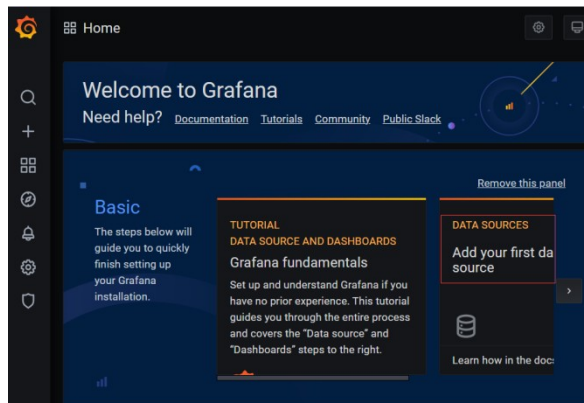 Home
Welcome to Grafana
Need help? Documentation Tutorials Community Public Slack
Remove this panel
Basic
The steps below will
guide you to quickly
finish setting up
your Grafana
installation.
TUTORIAL
DATA SOURCE AND DASHBOARDS
Grafana fundamentals
Set up and understand Grafana if you
have no prior experience. This tutorial
guides you through the entire process
and covers the “Data source” and
“Dashboards” steps to the right.
DATA SOURCES
Add your first da
source
Learn how in the doc